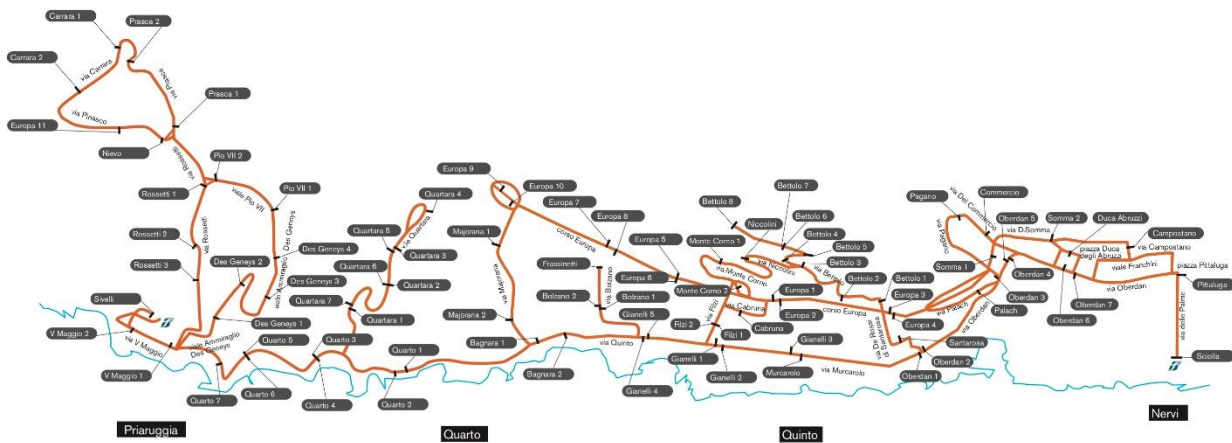 Carrara 1
Prasca 2
Carrara 2
via Carrara
via Prasca
Prasca 1
via Pinasco
Europa 11
Nievo
via Rossetti
Pio VII 2
Rossetti 1
viale Pio VII
Pio VII 1
Rossetti 2
via Rossetti
Des Geneys 4
viale Ammiraglio Des Geneys
Rossetti 3
Des Geneys 2
Des Geneys 3
Sivelli
V Maggio 2
via V Maggio
V Maggio 1
viale Ammiraglio
Des Geneys
Des Geneys 1
Quarto 5
Quarto 7
Quarto 6
Quarto 4
Quarto 3
Quartara 7
Quartara 6
Quartara 5
Quartara 4
via Quartara
Quartara 3
Quartara 2
Quartara 1
Quarto 1
Quarto 2
Europa 9
Europa 10
Majorana 1
via Majorana
Majorana 2
Bagnara 1
Bagnara 2
Europa 7
Europa 8
corso Europa
Europa 5
Frassinetti
via Bolzano
Bolzano 2
Bolzano 1
Europa 6
Gianelli 5
via Quinto
Gianelli 4
Bettolo 8
Bettolo 7
Niccolini
Bettolo 6
Monte Corno 1
Bettolo 4
Bettolo 5
via Niccolini
Bettolo 3
via Bettolo
via Monte Corno
Bettolo 2
Bettolo 1
Monte Corno 2
Europa 1
Europa 3
via Filzi
via Cabruna
Filzi 2
Cabruna
Europa 2
corso Europa
Europa 4
Filzi 1
Gianelli 1
Gianelli 2
Gianelli 3
Murcarolo
via Murcarolo
via De Rosa
di Santarosa
Santarosa
Oberdan 2
Oberdan 1
Pagano
via Pagano
via Del Commercio
Commercio
Oberdan 5
Somma 2
Duca Abruzzi
Campostano
via D.Somma
via Campostano
piazza Duca
degli Abruzzi
Somma 1
Oberdan 4
viale Franchini
piazza Pittaluga
via Oberdan
Pittaluga
Oberdan 3
Oberdan 7
Oberdan 6
Palach
via Palach
via Oberdan
via delle Palme
Sciolla
Priaruggia
Quarto
Quinto
Nervi